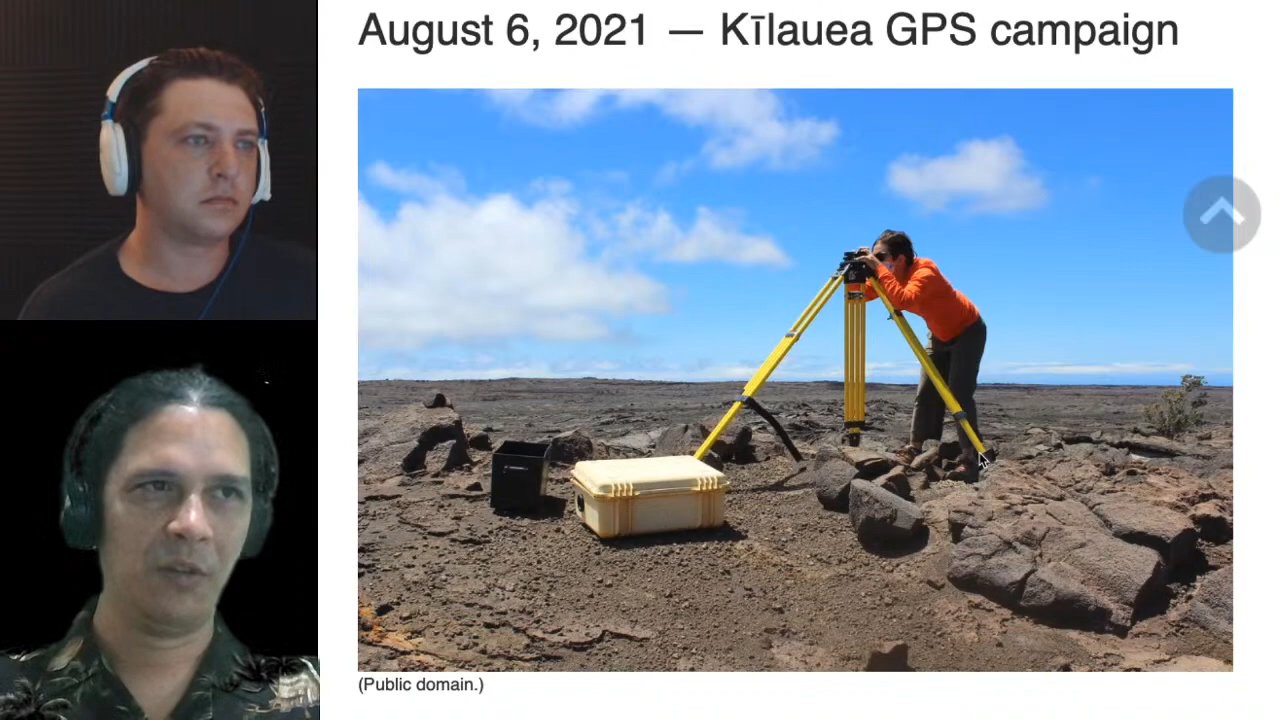 August 6, 2021 — Kīlauea GPS campaign
(Public domain.)